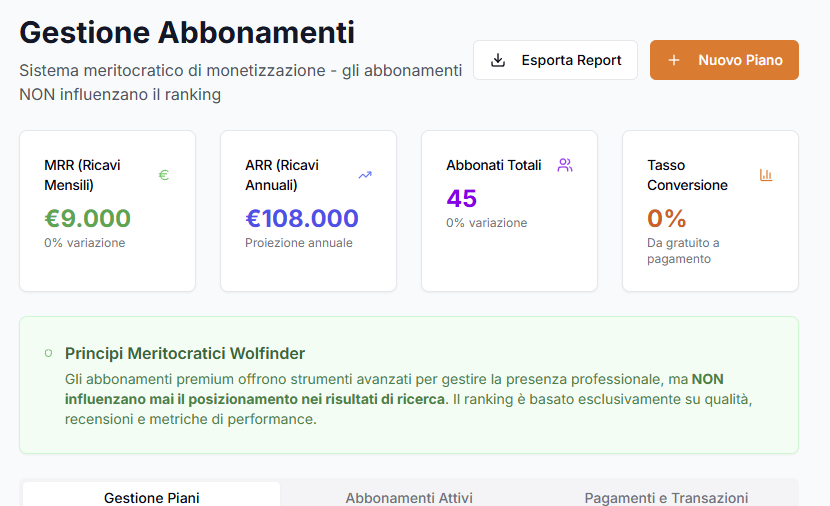 Gestione Abbonamenti
Sistema meritocratico di monetizzazione - gli abbonamenti
NON influenzano il ranking
Esporta Report
Nuovo Piano
MRR (Ricavi
Mensili)
€9.000
0% variazione
ARR (Ricavi
Annuali)
€108.000
Proiezione annuale
Abbonati Totali
45
0% variazione
Tasso
Conversione
0%
Da gratuito a
pagamento
Principi Meritocratici Wolfinder
Gli abbonamenti premium offrono strumenti avanzati per gestire la presenza professionale, ma NON
influenzano mai il posizionamento nei risultati di ricerca. Il ranking è basato esclusivamente su qualità,
recensioni e metriche di performance.
Gestione Piani
Abbonamenti Attivi
Pagamenti e Transazioni